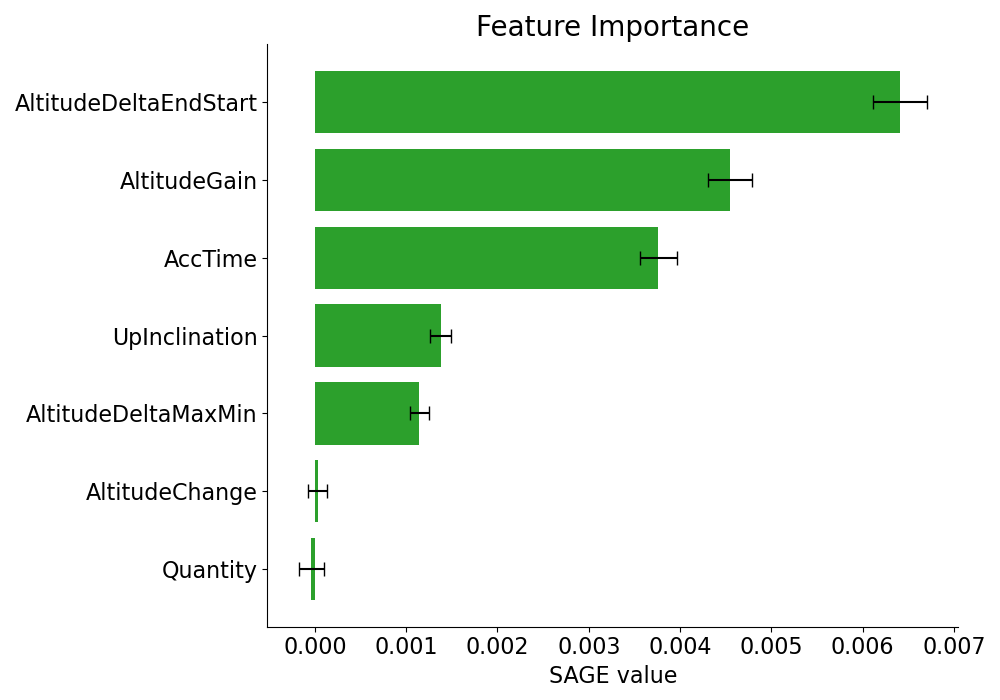 Feature Importance
AltitudeDeltaEndStart
AltitudeGain
AccTime
UpInclination
AltitudeDeltaMaxMin
AltitudeChange
Quantity
0.000 0.001 0.002 0.003 0.004 0.005 0.006 0.007
SAGE value